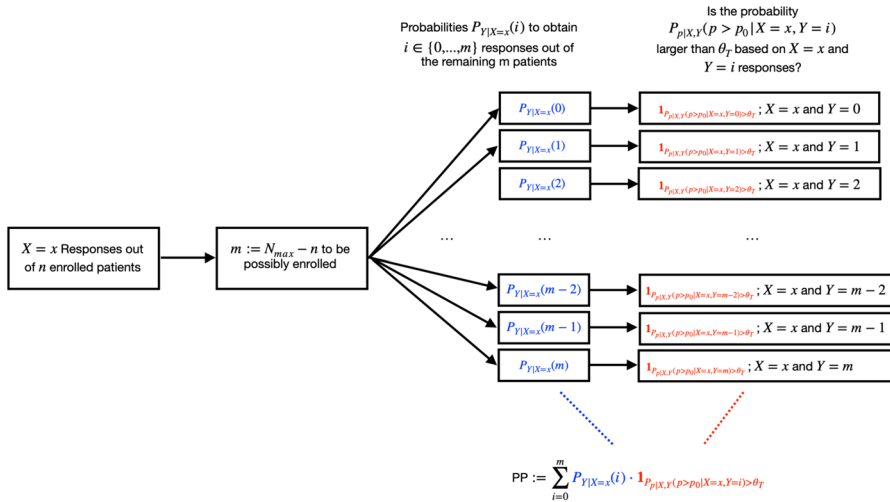 Probabilities P_{Y|X=x}(i) to obtain
i ∈ {0,...,m} responses out of
the remaining m patients
Is the probability
P_{p|X,Y}(p > p_0 | X = x, Y = i)
larger than θ_T based on X = x and
Y = i responses?
P_{Y|X=x}(0)
1_{P_{p|X,Y}(p>p_0|X=x,Y=0)>θ_T} ; X = x and Y = 0
P_{Y|X=x}(1)
1_{P_{p|X,Y}(p>p_0|X=x,Y=1)>θ_T} ; X = x and Y = 1
P_{Y|X=x}(2)
1_{P_{p|X,Y}(p>p_0|X=x,Y=2)>θ_T} ; X = x and Y = 2
X = x Responses out
of n enrolled patients
m := N_{max} − n to be
possibly enrolled
... ... ...
P_{Y|X=x}(m − 2)
1_{P_{p|X,Y}(p>p_0|X=x,Y=m−2)>θ_T} ; X = x and Y = m − 2
P_{Y|X=x}(m − 1)
1_{P_{p|X,Y}(p>p_0|X=x,Y=m−1)>θ_T} ; X = x and Y = m − 1
P_{Y|X=x}(m)
1_{P_{p|X,Y}(p>p_0|X=x,Y=m)>θ_T} ; X = x and Y = m
PP := ∑_{i=0}^{m} P_{Y|X=x}(i) · 1_{P_{p|X,Y}(p>p_0|X=x,Y=i)>θ_T}